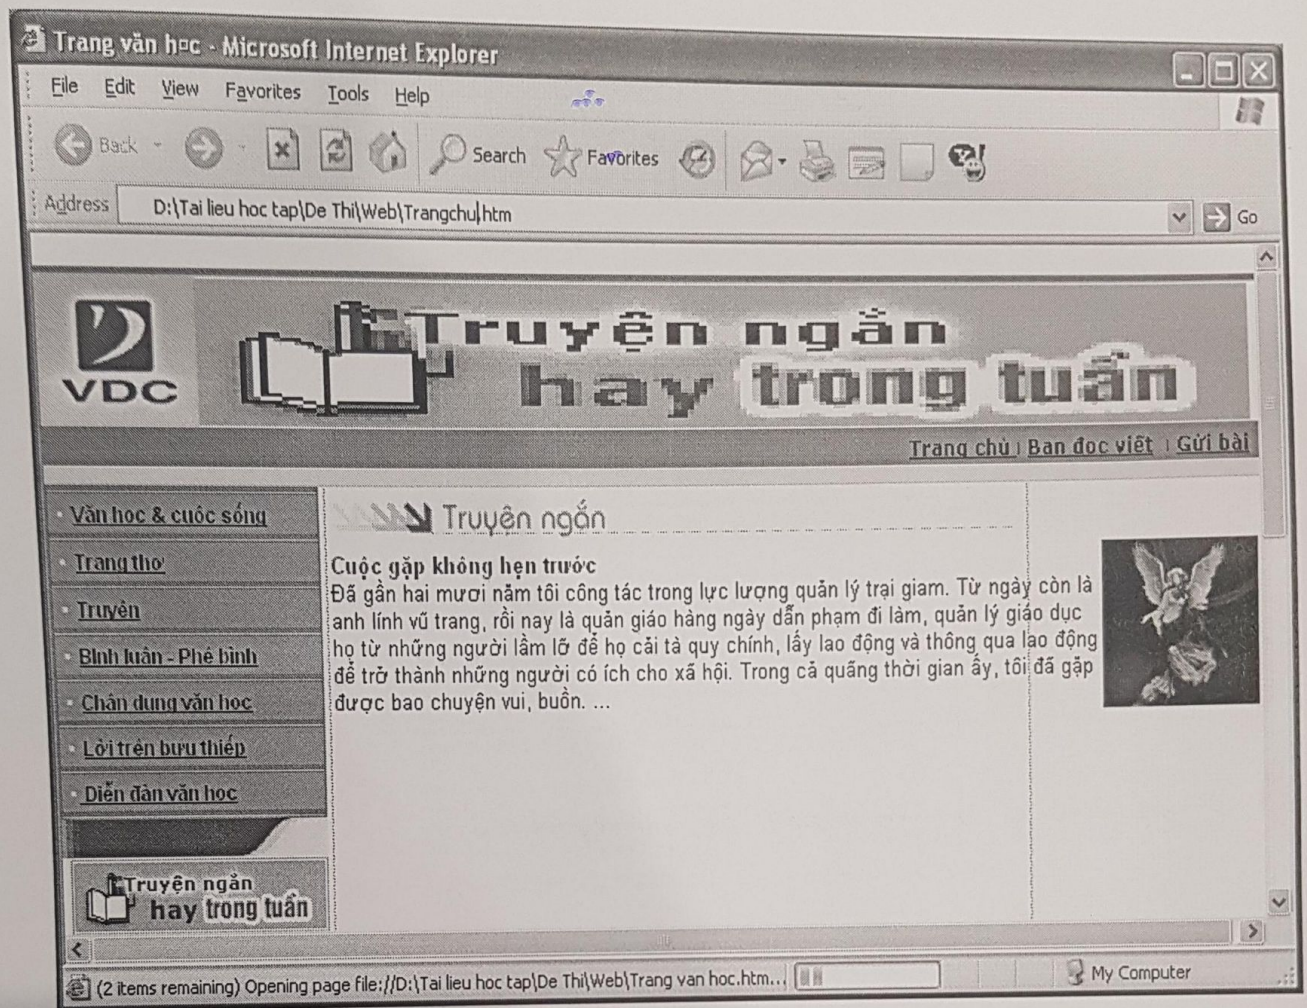 Trang văn h¤c - Microsoft Internet Explorer
File Edit View Favorites Tools Help
Back Search Favorites
Address D:\Tai lieu hoc tap\De Thi\Web\Trangchu.htm Go
VDC
Truyện ngắn
hay trong tuần
Trang chủ | Bạn đọc viết | Gửi bài
Văn học & cuộc sống
Trang thơ
Truyện
Bình luận - Phê bình
Chân dung văn học
Lời trên bưu thiếp
Diễn đàn văn học
Truyện ngắn
hay trong tuần
Truyện ngắn
Cuộc gặp không hẹn trước
Đã gần hai mươi năm tôi công tác trong lực lượng quản lý trại giam. Từ ngày còn là
anh lính vũ trang, rồi nay là quản giáo hàng ngày dẫn phạm đi làm, quản lý giáo dục
họ từ những người lầm lỡ để họ cải tà quy chính, lấy lao động và thông qua lao động
để trở thành những người có ích cho xã hội. Trong cả quãng thời gian ấy, tôi đã gặp
được bao chuyện vui, buồn. ...
(2 items remaining) Opening page file://D:\Tai lieu hoc tap\De Thi\Web\Trang van hoc.htm... My Computer